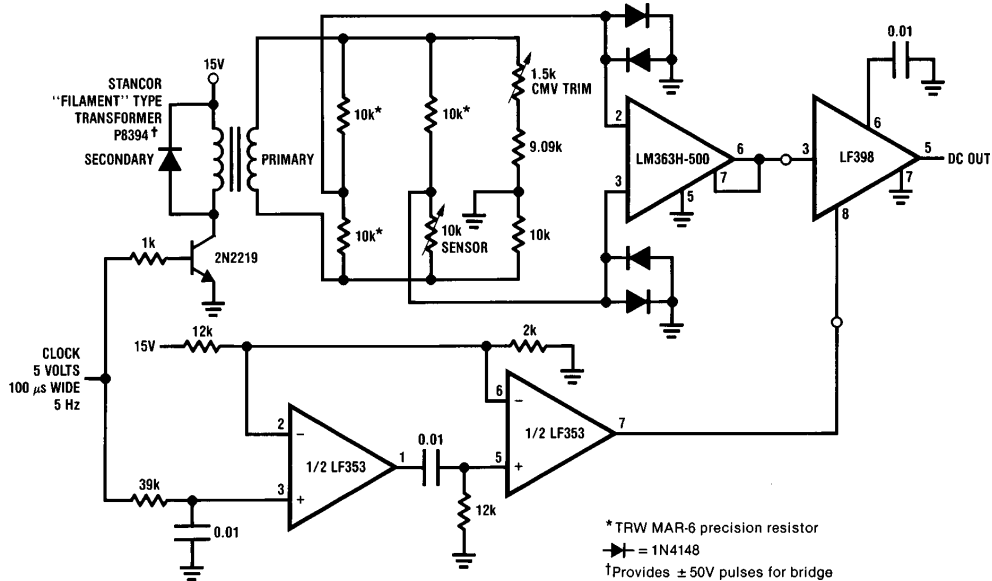 STANCOR
"FILAMENT" TYPE
TRANSFORMER
P8394†
SECONDARY
15V
PRIMARY
10k*
10k*
1.5k
CMV TRIM
9.09k
10k*
10k
SENSOR
10k
2
3
LM363H-500
6
7
5
0.01
3
6
LF398
5
7
8
DC OUT
1k
2N2219
CLOCK
5 VOLTS
100 μs WIDE
5 Hz
15V
12k
2k
2
−
1/2 LF353
3
+
1
0.01
12k
6
−
1/2 LF353
5
+
7
39k
0.01
* TRW MAR-6 precision resistor
= 1N4148
†Provides ± 50V pulses for bridge